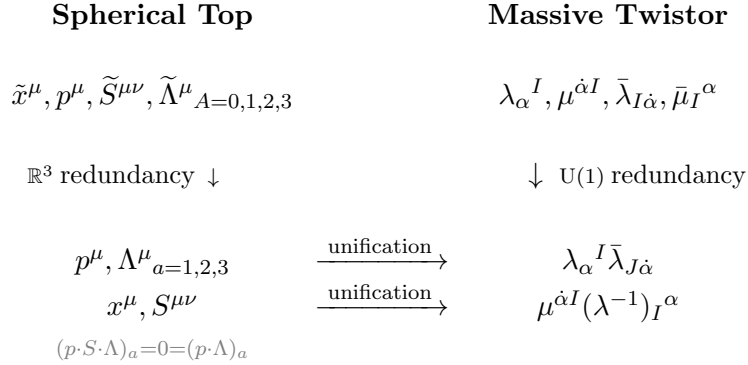 Spherical Top Massive Twistor
x̃^μ, p^μ, S̃^{μν}, Λ̃^μ_{A=0,1,2,3} λ_α^I, μ^{α̇I}, λ̄_{Iα̇}, μ̄_I^α
ℝ³ redundancy ↓ ↓ U(1) redundancy
p^μ, Λ^μ_{a=1,2,3} unification → λ_α^I λ̄_{Jα̇}
x^μ, S^{μν} unification → μ^{α̇I}(λ^{-1})_I^α
(p·S·Λ)_a=0=(p·Λ)_a